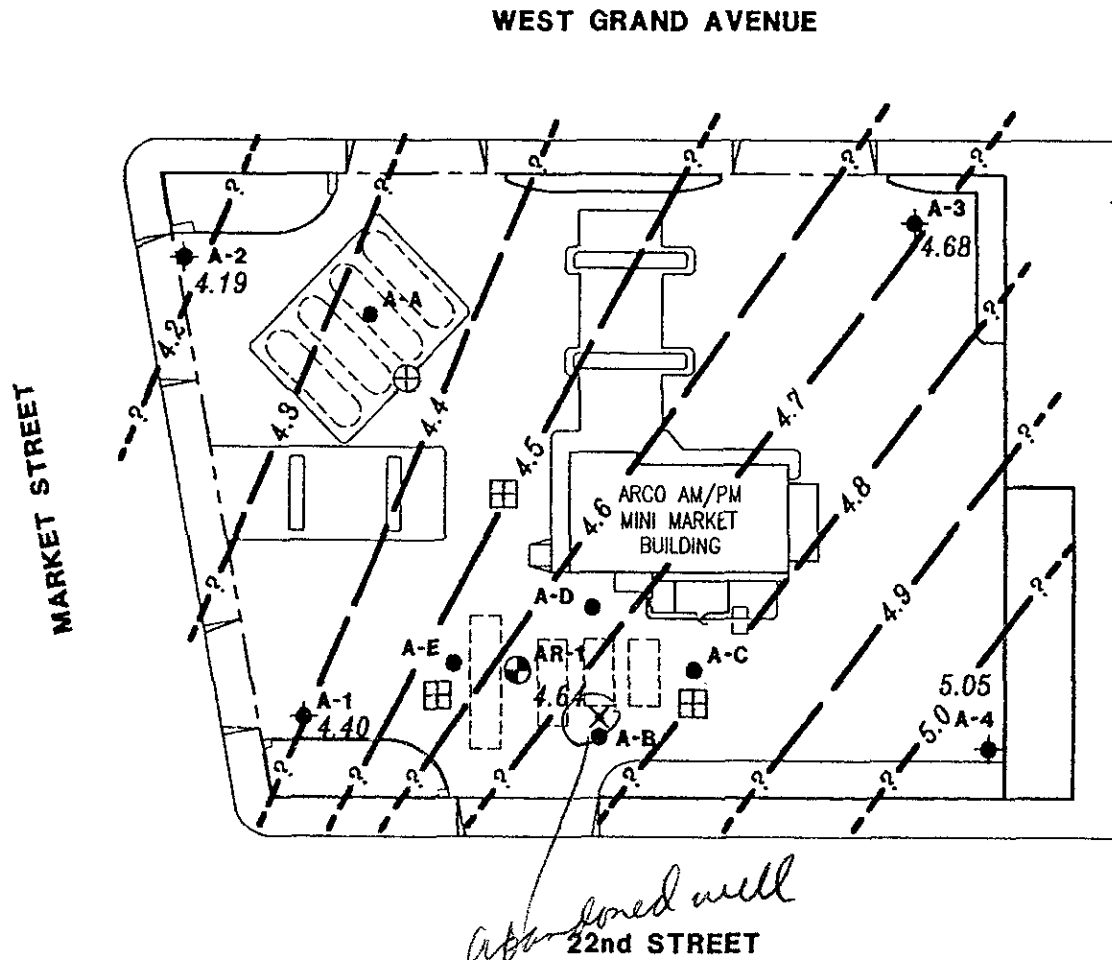 WEST GRAND AVENUE
?
?
?
?
?
?
A-3
4.68
A-2
4.19
A-A
?
4.2
?
MARKET STREET
4.3
4.4
4.5
4.6
4.7
4.8
4.9
5.0
?
?
ARCO AM/PM
MINI MARKET
BUILDING
?
?
A-D
A-E
AR-1
4.64
A-C
A-1
4.40
A-B
5.05
A-4
?
?
?
?
?
?
?
abandoned well
22nd STREET